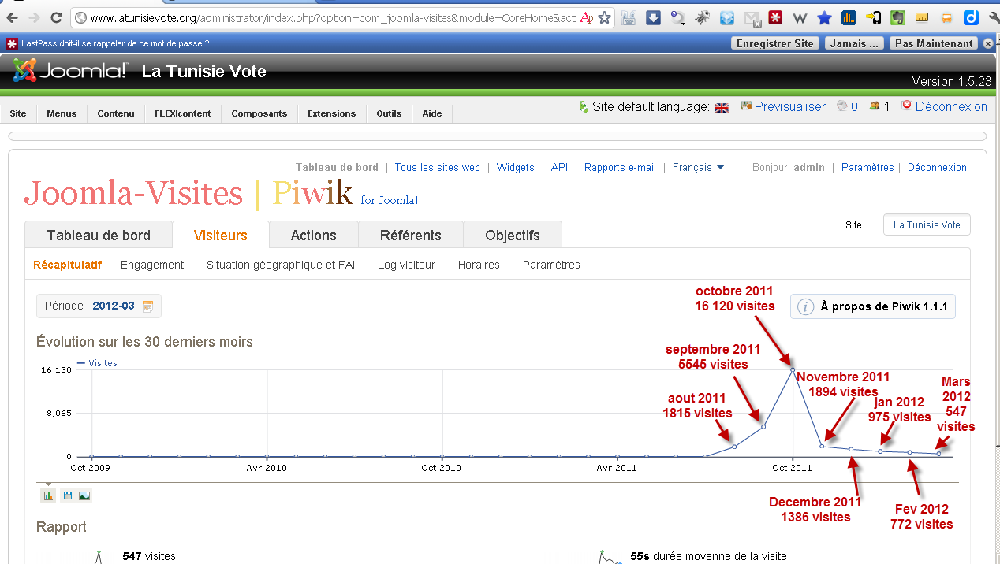 www.latunisievote.org/administrator/index.php?option=com_joomla-visites&module=CoreHome&acti
LastPass doit-il se rappeler de ce mot de passe ?
Enregistrer Site
Jamais ...
Pas Maintenant
Joomla! La Tunisie Vote
Version 1.5.23
Site Menus Contenu FLEXIcontent Composants Extensions Outils Aide
Site default language: Prévisualiser 0 1 Déconnexion
Tableau de bord | Tous les sites web | Widgets | API | Rapports e-mail | Français
Bonjour, admin | Paramètres | Déconnexion
Joomla-Visites | Piwik for Joomla!
Site La Tunisie Vote
Tableau de bord Visiteurs Actions Référents Objectifs
Récapitulatif Engagement Situation géographique et FAI Log visiteur Horaires Paramètres
Période : 2012-03
À propos de Piwik 1.1.1
Évolution sur les 30 derniers moirs
Visites
16,130
8,065
0
Oct 2009 Avr 2010 Oct 2010 Avr 2011 Oct 2011
octobre 2011
16 120 visites
septembre 2011
5545 visites
aout 2011
1815 visites
Novembre 2011
1894 visites
jan 2012
975 visites
Mars
2012
547
visites
Decembre 2011
1386 visites
Fev 2012
772 visites
Rapport
547 visites
55s durée moyenne de la visite